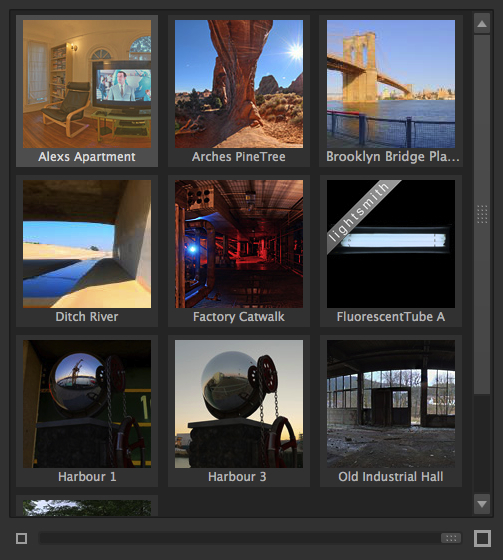 Alexs Apartment
Arches PineTree
Brooklyn Bridge Pla...
Ditch River
Factory Catwalk
lightsmith
FluorescentTube A
Harbour 1
Harbour 3
Old Industrial Hall